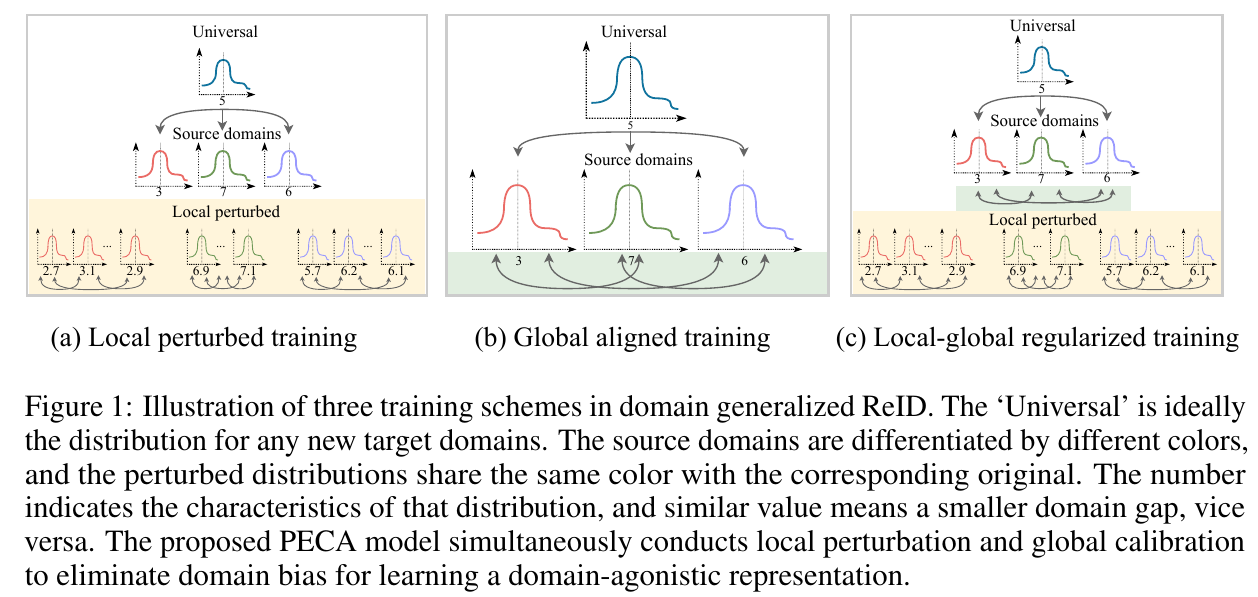 Universal
5
Source domains
3 7 6
Local perturbed
2.7 3.1 ... 2.9 6.9 ... 7.1 5.7 6.2 ... 6.1
(a) Local perturbed training
Universal
5
Source domains
3 7 6
(b) Global aligned training
Universal
5
Source domains
3 7 6
Local perturbed
2.7 3.1 ... 2.9 6.9 ... 7.1 5.7 6.2 ... 6.1
(c) Local-global regularized training
Figure 1: Illustration of three training schemes in domain generalized ReID. The ‘Universal’ is ideally
the distribution for any new target domains. The source domains are differentiated by different colors,
and the perturbed distributions share the same color with the corresponding original. The number
indicates the characteristics of that distribution, and similar value means a smaller domain gap, vice
versa. The proposed PECA model simultaneously conducts local perturbation and global calibration
to eliminate domain bias for learning a domain-agonistic representation.